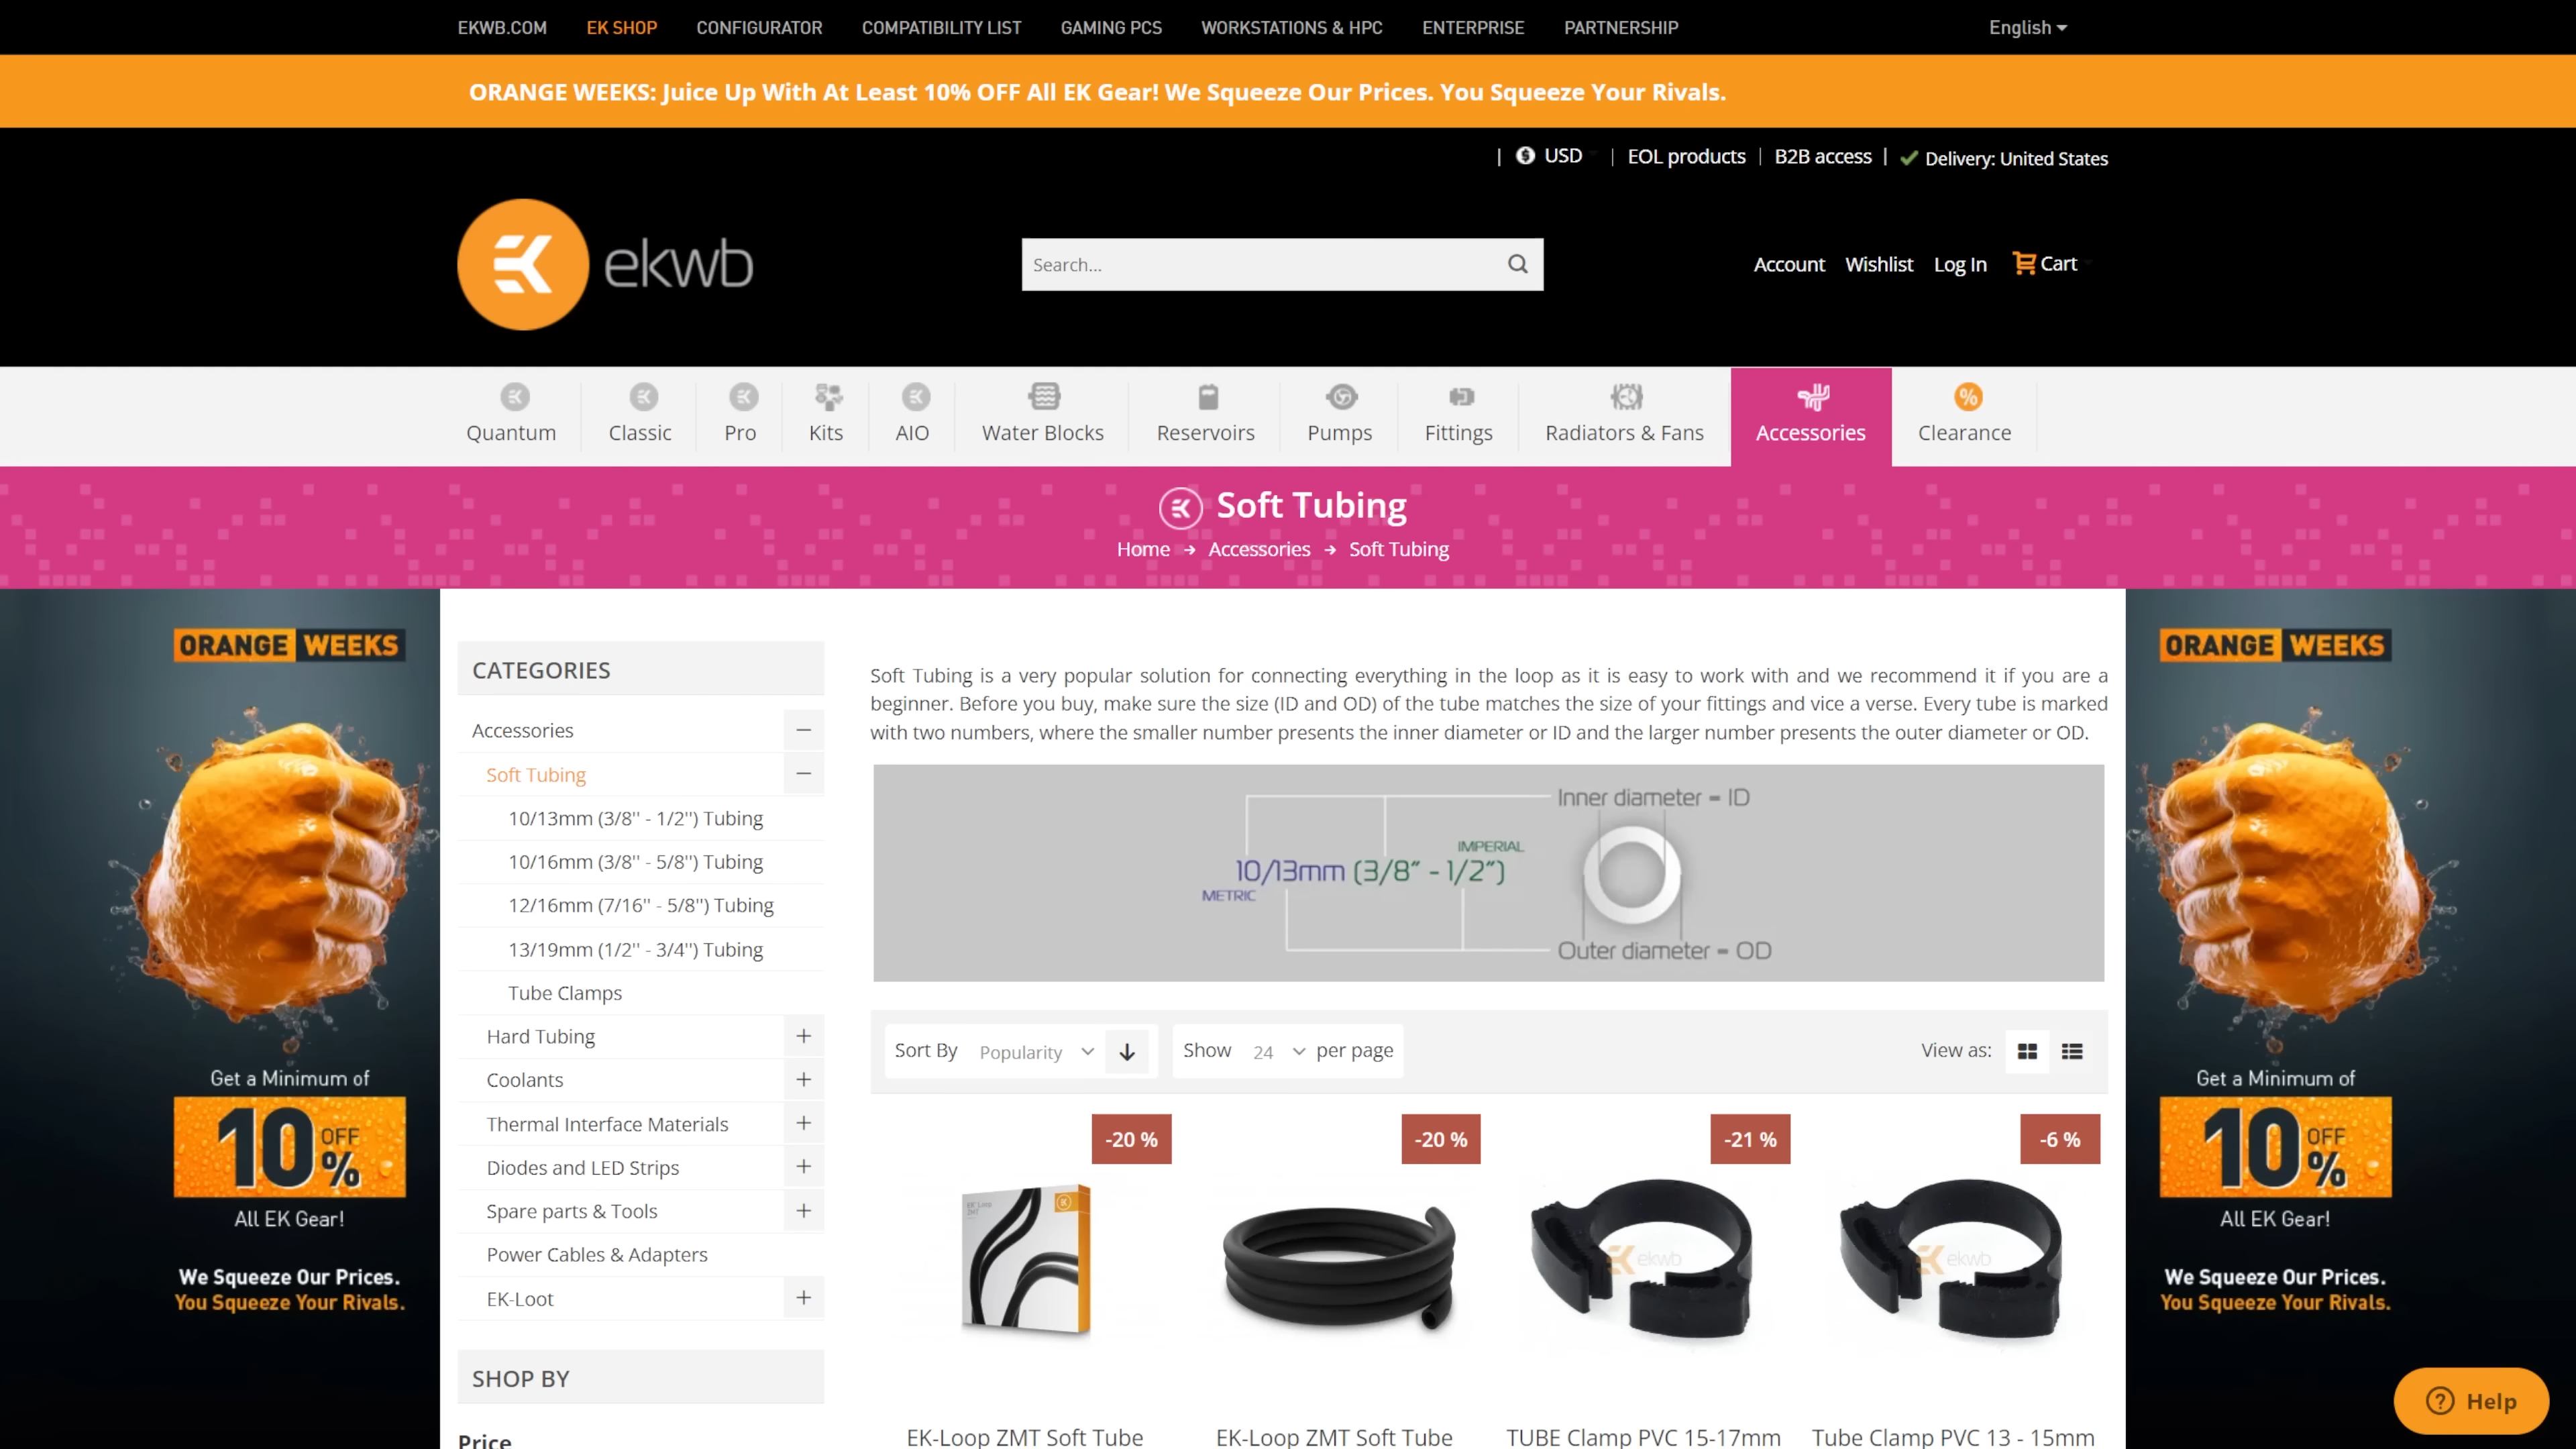 EKWB.COM EK SHOP CONFIGURATOR COMPATIBILITY LIST GAMING PCS WORKSTATIONS & HPC ENTERPRISE PARTNERSHIP English
ORANGE WEEKS: Juice Up With At Least 10% OFF All EK Gear! We Squeeze Our Prices. You Squeeze Your Rivals.
| USD | EOL products | B2B access | Delivery: United States
ekwb
Search...
Account Wishlist Log In Cart
Quantum Classic Pro Kits AIO Water Blocks Reservoirs Pumps Fittings Radiators & Fans Accessories Clearance
Soft Tubing
Home → Accessories → Soft Tubing
ORANGE WEEKS
Get a Minimum of
10% OFF
All EK Gear!
We Squeeze Our Prices.
You Squeeze Your Rivals.
CATEGORIES
Accessories
Soft Tubing
10/13mm (3/8'' - 1/2'') Tubing
10/16mm (3/8'' - 5/8'') Tubing
12/16mm (7/16'' - 5/8'') Tubing
13/19mm (1/2'' - 3/4'') Tubing
Tube Clamps
Hard Tubing
Coolants
Thermal Interface Materials
Diodes and LED Strips
Spare parts & Tools
Power Cables & Adapters
EK-Loot
SHOP BY
Price
Soft Tubing is a very popular solution for connecting everything in the loop as it is easy to work with and we recommend it if you are a
beginner. Before you buy, make sure the size (ID and OD) of the tube matches the size of your fittings and vice a verse. Every tube is marked
with two numbers, where the smaller number presents the inner diameter or ID and the larger number presents the outer diameter or OD.
Inner diameter = ID
IMPERIAL
10/13mm (3/8″ - 1/2″)
METRIC
Outer diameter = OD
Sort By Popularity Show 24 per page View as:
-20 % -20 % -21 % -6 %
EK Loop
ZMT
ekwb ekwb
EK-Loop ZMT Soft Tube EK-Loop ZMT Soft Tube TUBE Clamp PVC 15-17mm Tube Clamp PVC 13 - 15mm
ORANGE WEEKS
Get a Minimum of
10% OFF
All EK Gear!
We Squeeze Our Prices.
You Squeeze Your Rivals.
? Help